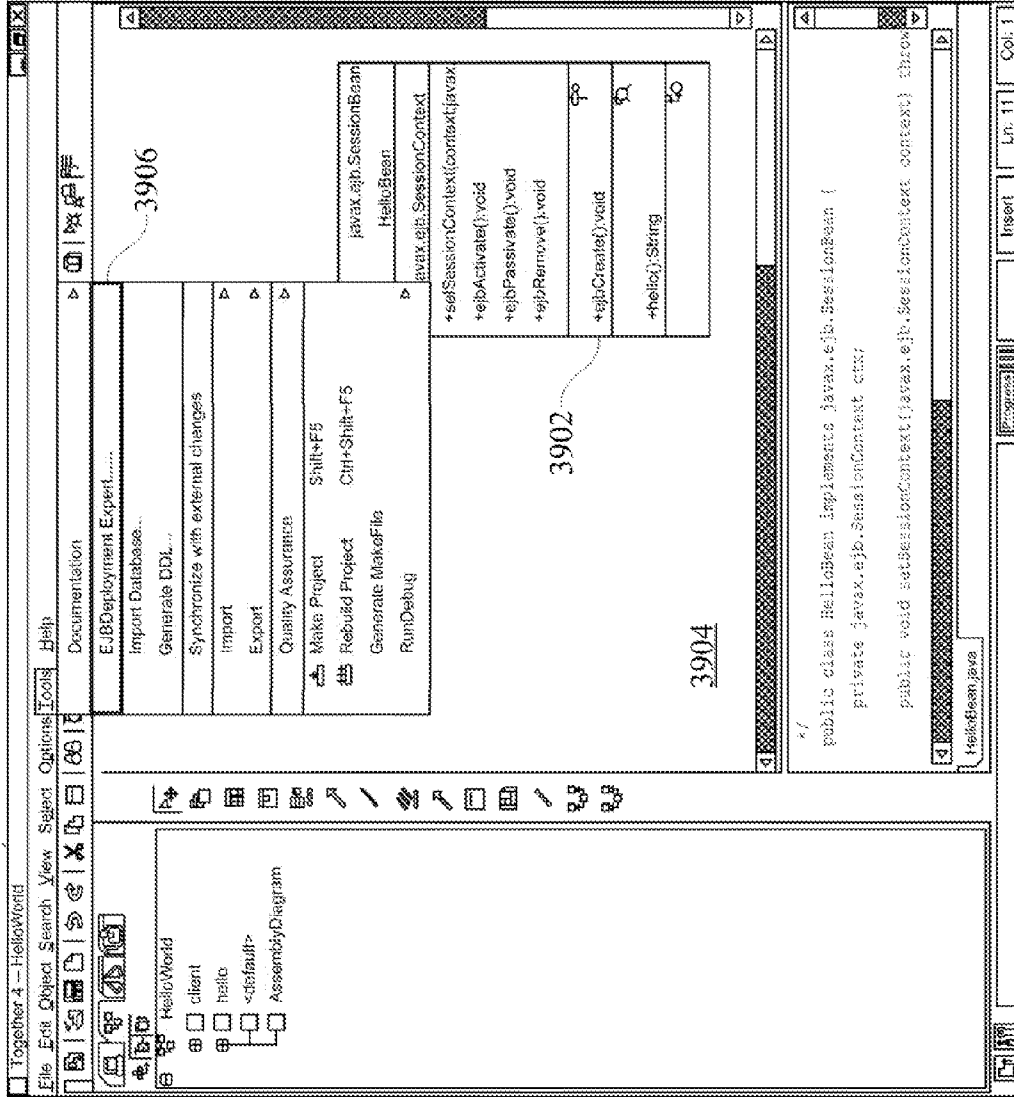 Together 4 – HelloWorld
File Edit Object Search View Select Options Tools Help
HelloWorld
client
hello
<default>
AssemblyDiagram
Documentation
EJBDeployment Expert......
Import Database...
Generate DDL...
Synchronize with external changes
Import
Export
Quality Assurance
Make Project Shift+F5
Rebuild Project Ctrl+Shift+F5
Generate MakeFile
RunDebug
3906
javax.ejb.SessionBean
HelloBean
avax.ejb.SessionContext
+setSessionContext(context:javax.
+ejbActivate():void
+ejbPassivate():void
+ejbRemove():void
+ejbCreate():void
+hello():String
3902
3904
*/
public class HelloBean implements javax.ejb.SessionBean {
private javax.ejb.SessionContext ctx;
public void setSessionContext(javax.ejb.SessionContext context) throw
HelloBean.java
Progress Insert Ln. 11 Col. 1